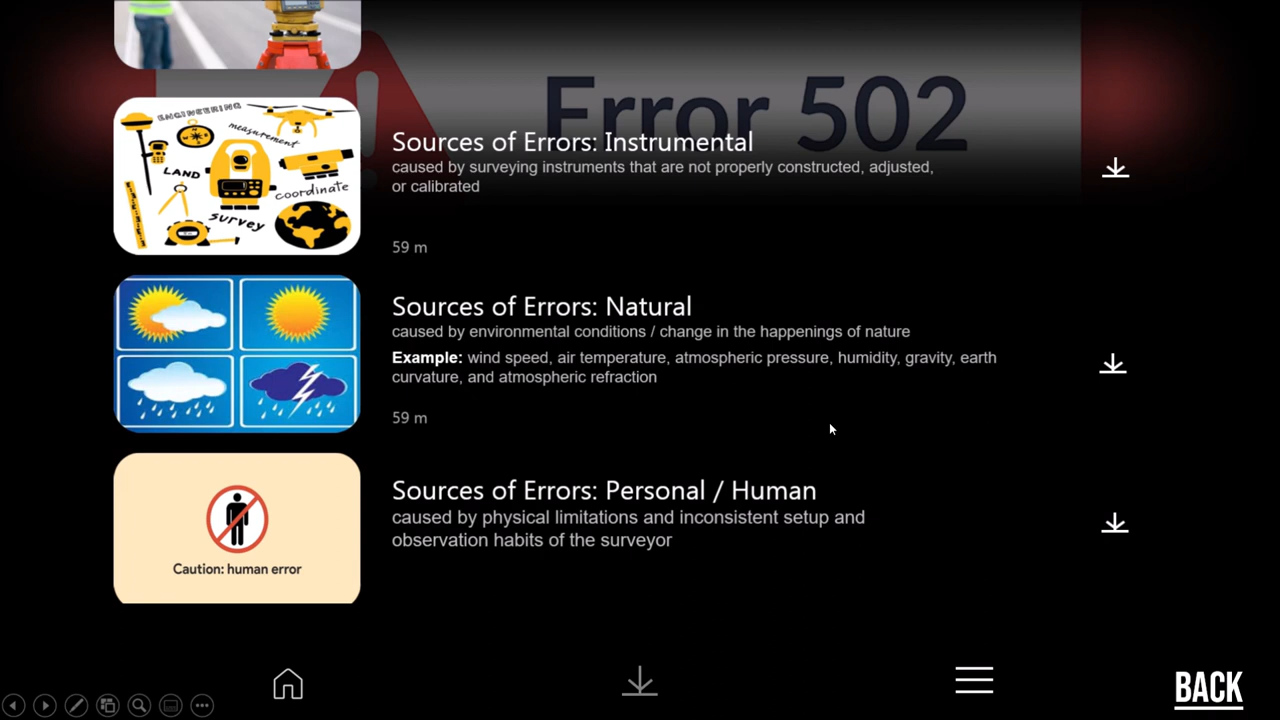 Error 502
ENGINEERING
measurement
LAND
coordinate
survey
Sources of Errors: Instrumental
caused by surveying instruments that are not properly constructed, adjusted,
or calibrated
59 m
Sources of Errors: Natural
caused by environmental conditions / change in the happenings of nature
Example: wind speed, air temperature, atmospheric pressure, humidity, gravity, earth
curvature, and atmospheric refraction
59 m
Caution: human error
Sources of Errors: Personal / Human
caused by physical limitations and inconsistent setup and
observation habits of the surveyor
BACK